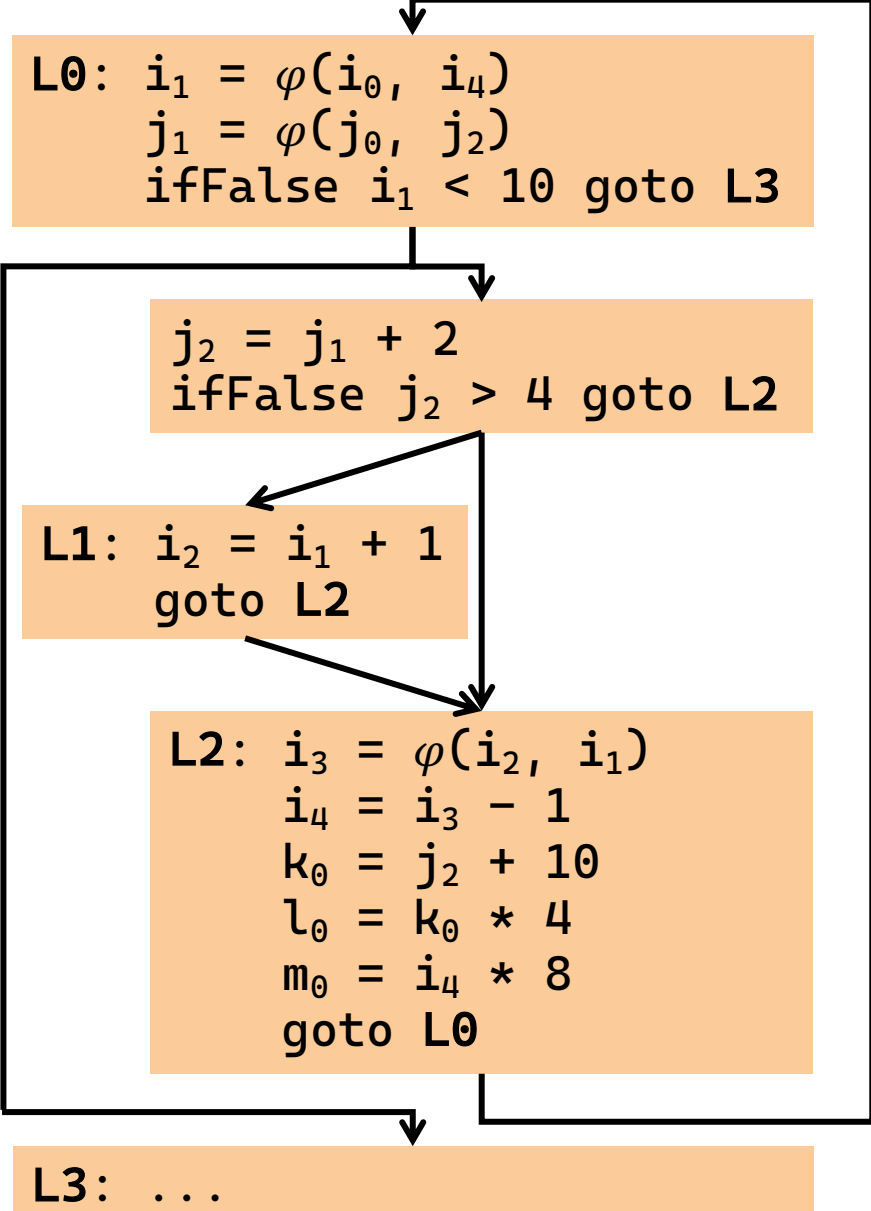 L0: i₁ = φ(i₀, i₄)
j₁ = φ(j₀, j₂)
ifFalse i₁ < 10 goto L3
j₂ = j₁ + 2
ifFalse j₂ > 4 goto L2
L1: i₂ = i₁ + 1
goto L2
L2: i₃ = φ(i₂, i₁)
i₄ = i₃ − 1
k₀ = j₂ + 10
l₀ = k₀ * 4
m₀ = i₄ * 8
goto L0
L3: ...